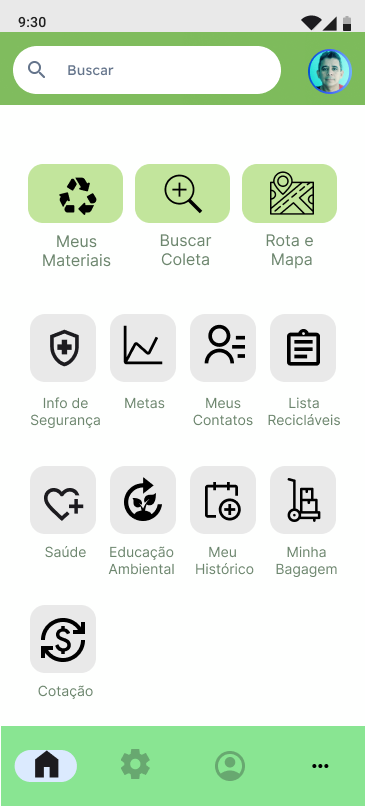 9:30
Buscar
Meus
Materiais
Buscar
Coleta
Rota e
Mapa
Info de
Segurança
Metas
Meus
Contatos
Lista
Recicláveis
Saúde
Educação
Ambiental
Meu
Histórico
Minha
Bagagem
Cotação